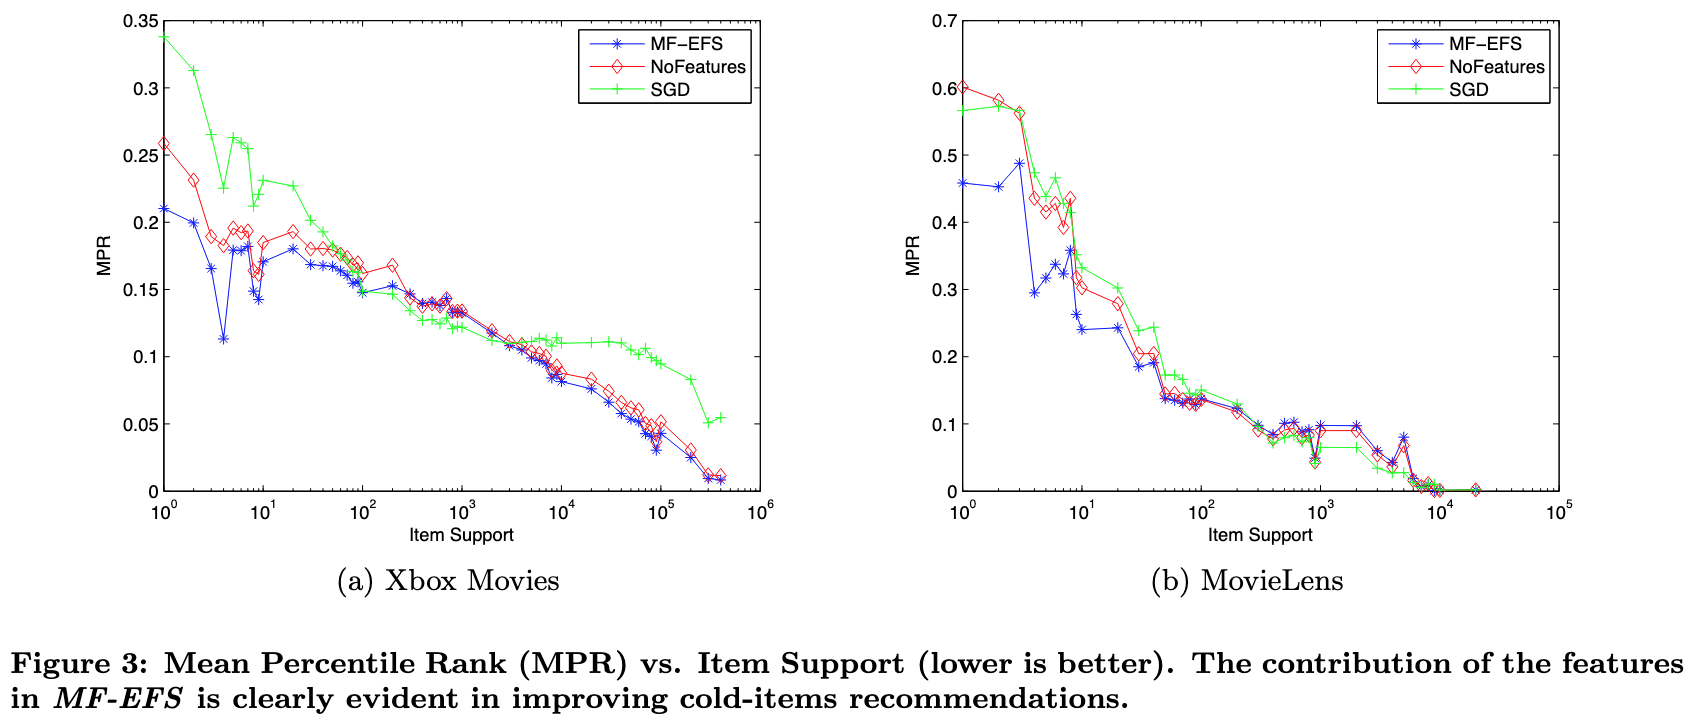 0.35
0.3
0.25
0.2
0.15
0.1
0.05
0
MPR
10^0 10^1 10^2 10^3 10^4 10^5 10^6
Item Support
MF-EFS
NoFeatures
SGD
(a) Xbox Movies
0.7
0.6
0.5
0.4
0.3
0.2
0.1
0
MPR
10^0 10^1 10^2 10^3 10^4 10^5
Item Support
MF-EFS
NoFeatures
SGD
(b) MovieLens
Figure 3: Mean Percentile Rank (MPR) vs. Item Support (lower is better). The contribution of the features
in MF-EFS is clearly evident in improving cold-items recommendations.